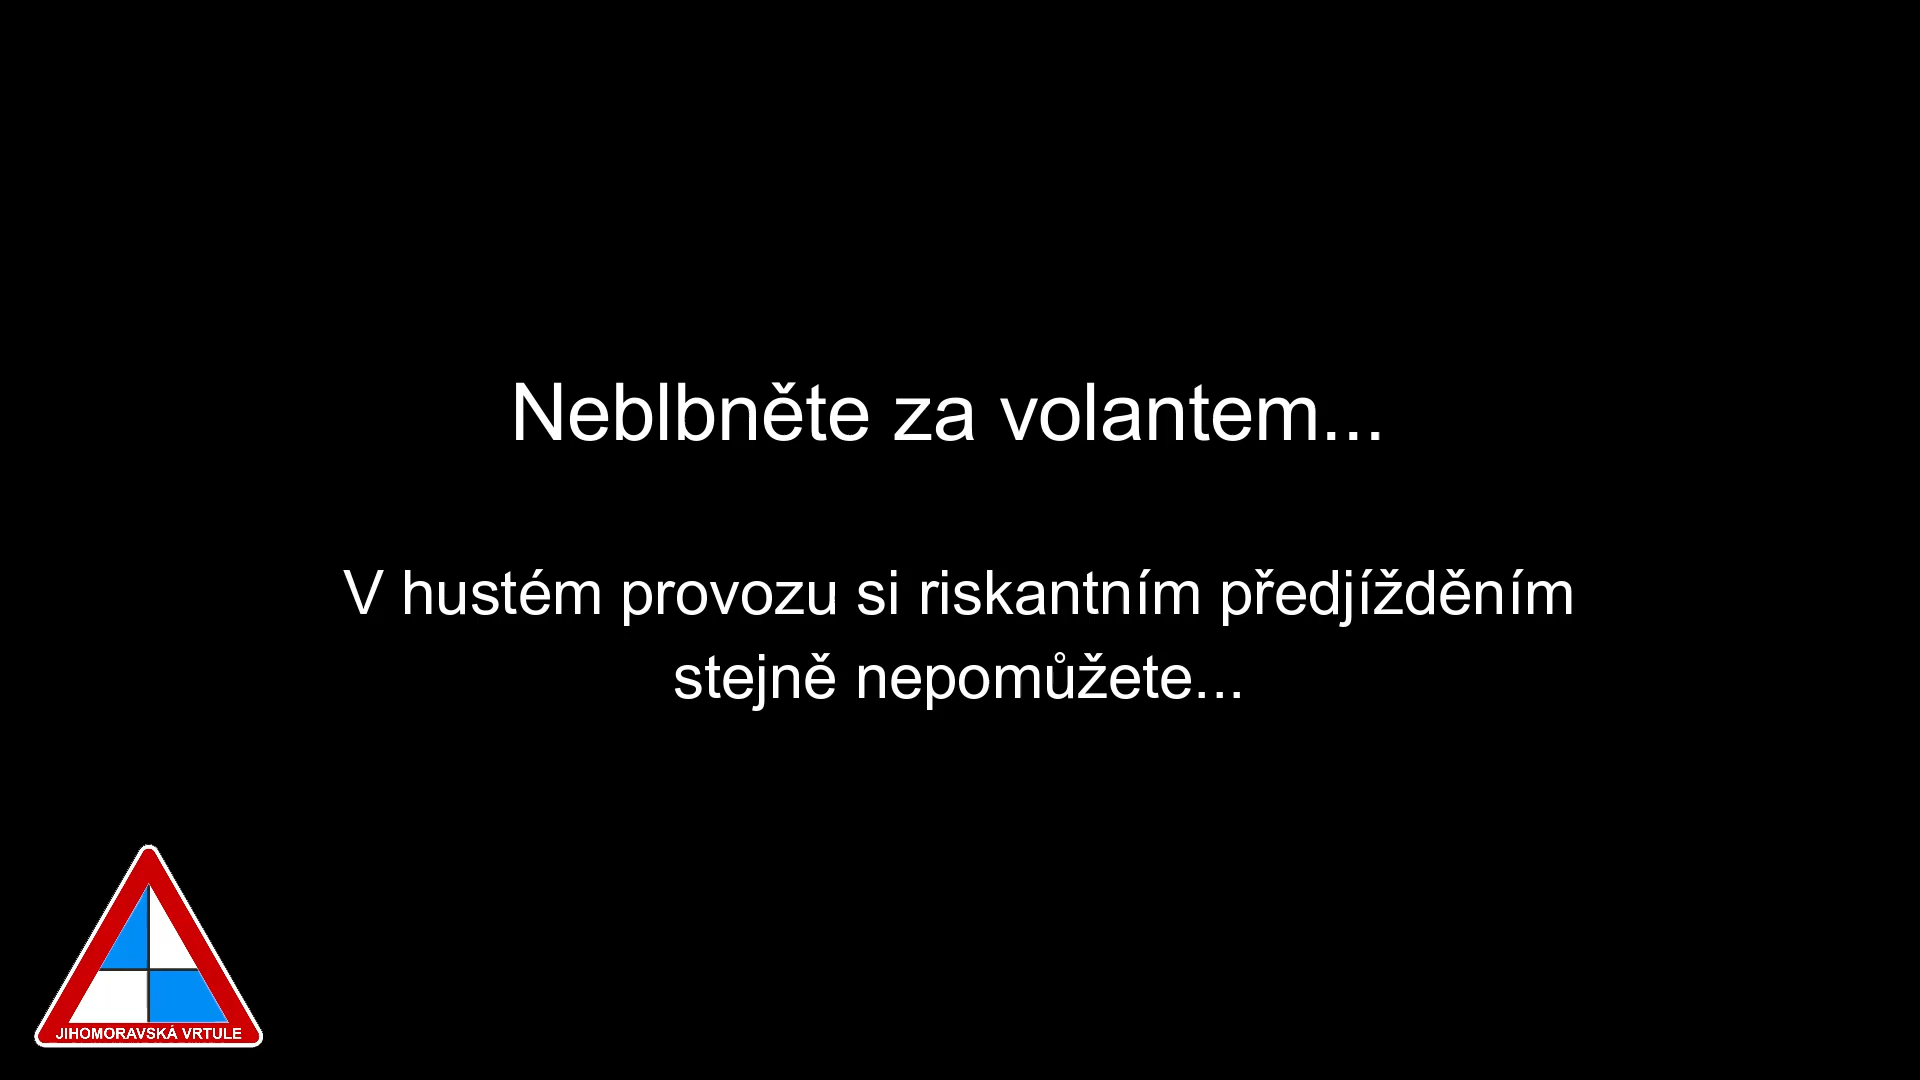 Neblbněte za volantem...
V hustém provozu si riskantním předjížděním
stejně nepomůžete...
JIHOMORAVSKÁ VRTULE